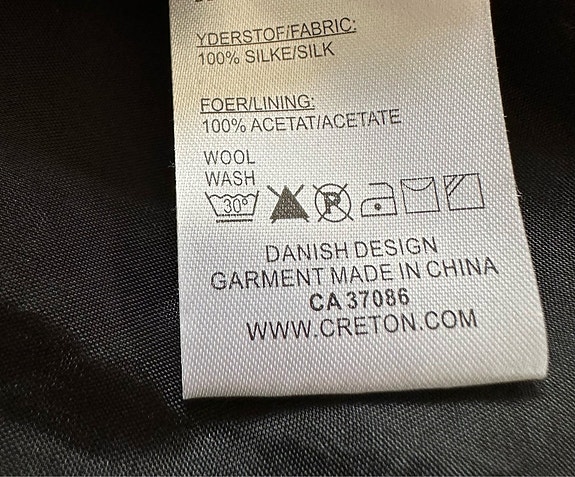 YDERSTOF/FABRIC:
100% SILKE/SILK
FOER/LINING:
100% ACETAT/ACETATE
WOOL
WASH
30° P
DANISH DESIGN
GARMENT MADE IN CHINA
CA 37086
WWW.CRETON.COM